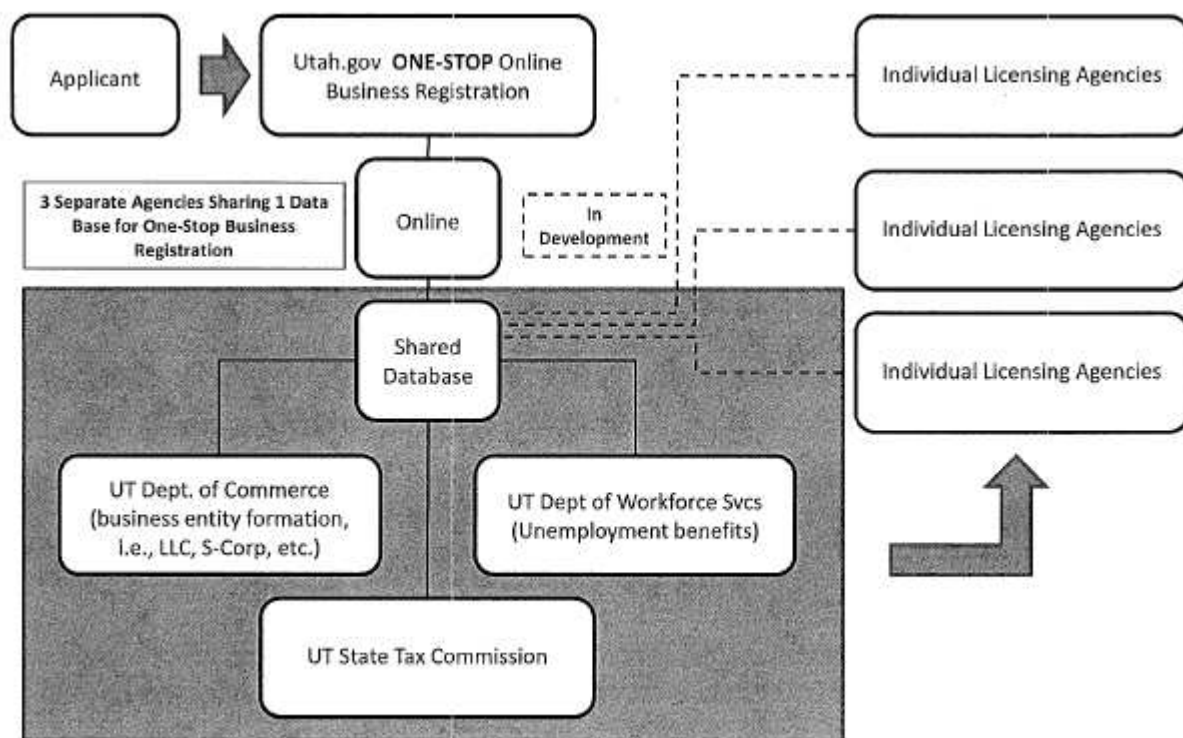 Applicant
Utah.gov ONE-STOP Online
Business Registration
Individual Licensing Agencies
3 Separate Agencies Sharing 1 Data
Base for One-Stop Business
Registration
Online
In
Development
Individual Licensing Agencies
Shared
Database
Individual Licensing Agencies
UT Dept. of Commerce
(business entity formation,
i.e., LLC, S-Corp, etc.)
UT Dept of Workforce Svcs
(Unemployment benefits)
UT State Tax Commission